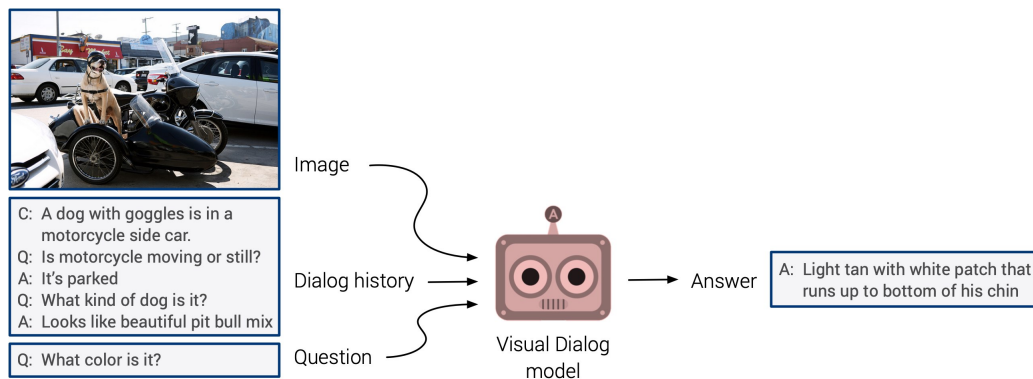 Ford
C: A dog with goggles is in a
motorcycle side car.
Q: Is motorcycle moving or still?
A: It's parked
Q: What kind of dog is it?
A: Looks like beautiful pit bull mix
Q: What color is it?
Image
Dialog history
Question
A
Visual Dialog
model
Answer
A: Light tan with white patch that
runs up to bottom of his chin